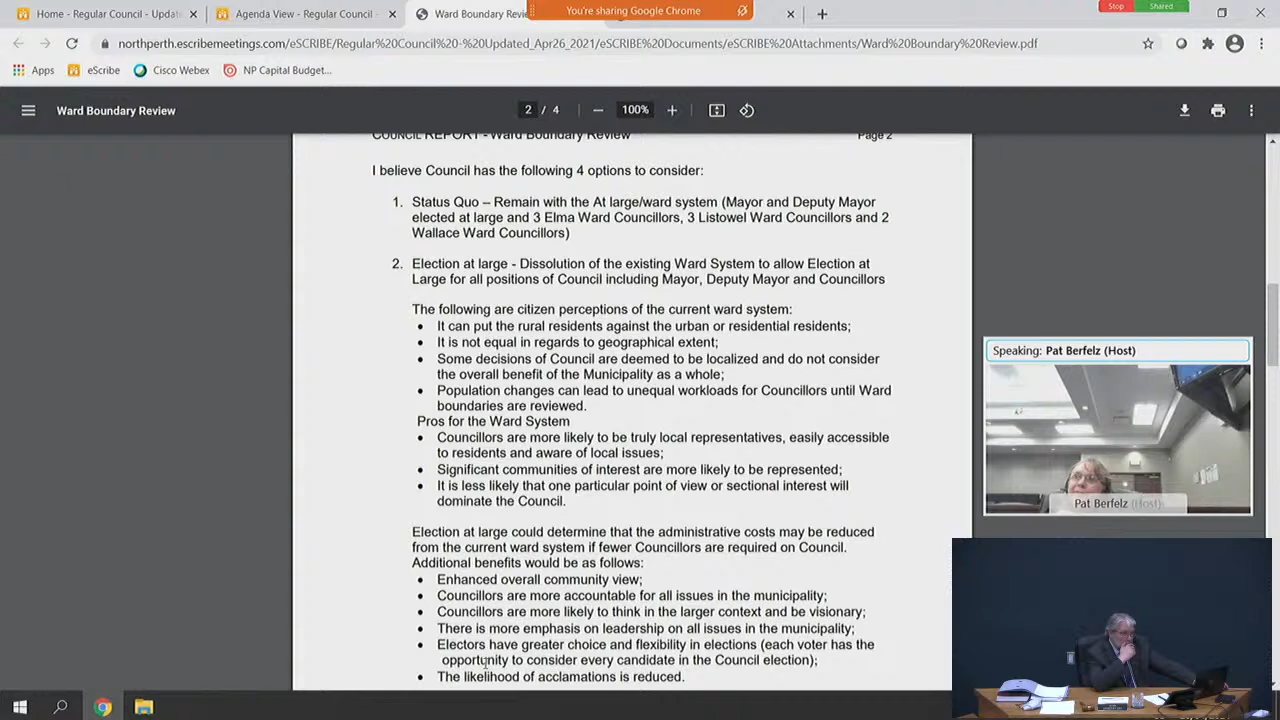 Home - Regular Council - Updat
Agenda View - Regular Council -
Ward Boundary Revie
You're sharing Google Chrome
Stop
Shared
northperth.escribemeetings.com/eSCRIBE/Regular%20Council%20-%20Updated_Apr26_2021/eSCRIBE%20Documents/eSCRIBE%20Attachments/Ward%20Boundary%20Review.pdf
Apps
eScribe
Cisco Webex
NP Capital Budget...
Ward Boundary Review
2 / 4
100%
COUNCIL REPORT - Ward Boundary Review Page 2
I believe Council has the following 4 options to consider:
1. Status Quo – Remain with the At large/ward system (Mayor and Deputy Mayor
elected at large and 3 Elma Ward Councillors, 3 Listowel Ward Councillors and 2
Wallace Ward Councillors)
2. Election at large - Dissolution of the existing Ward System to allow Election at
Large for all positions of Council including Mayor, Deputy Mayor and Councillors
The following are citizen perceptions of the current ward system:
• It can put the rural residents against the urban or residential residents;
• It is not equal in regards to geographical extent;
• Some decisions of Council are deemed to be localized and do not consider
the overall benefit of the Municipality as a whole;
• Population changes can lead to unequal workloads for Councillors until Ward
boundaries are reviewed.
Pros for the Ward System
• Councillors are more likely to be truly local representatives, easily accessible
to residents and aware of local issues;
• Significant communities of interest are more likely to be represented;
• It is less likely that one particular point of view or sectional interest will
dominate the Council.
Election at large could determine that the administrative costs may be reduced
from the current ward system if fewer Councillors are required on Council.
Additional benefits would be as follows:
• Enhanced overall community view;
• Councillors are more accountable for all issues in the municipality;
• Councillors are more likely to think in the larger context and be visionary;
• There is more emphasis on leadership on all issues in the municipality;
• Electors have greater choice and flexibility in elections (each voter has the
opportunity to consider every candidate in the Council election);
• The likelihood of acclamations is reduced.
Speaking: Pat Berfelz (Host)
Pat Berfelz (Host)